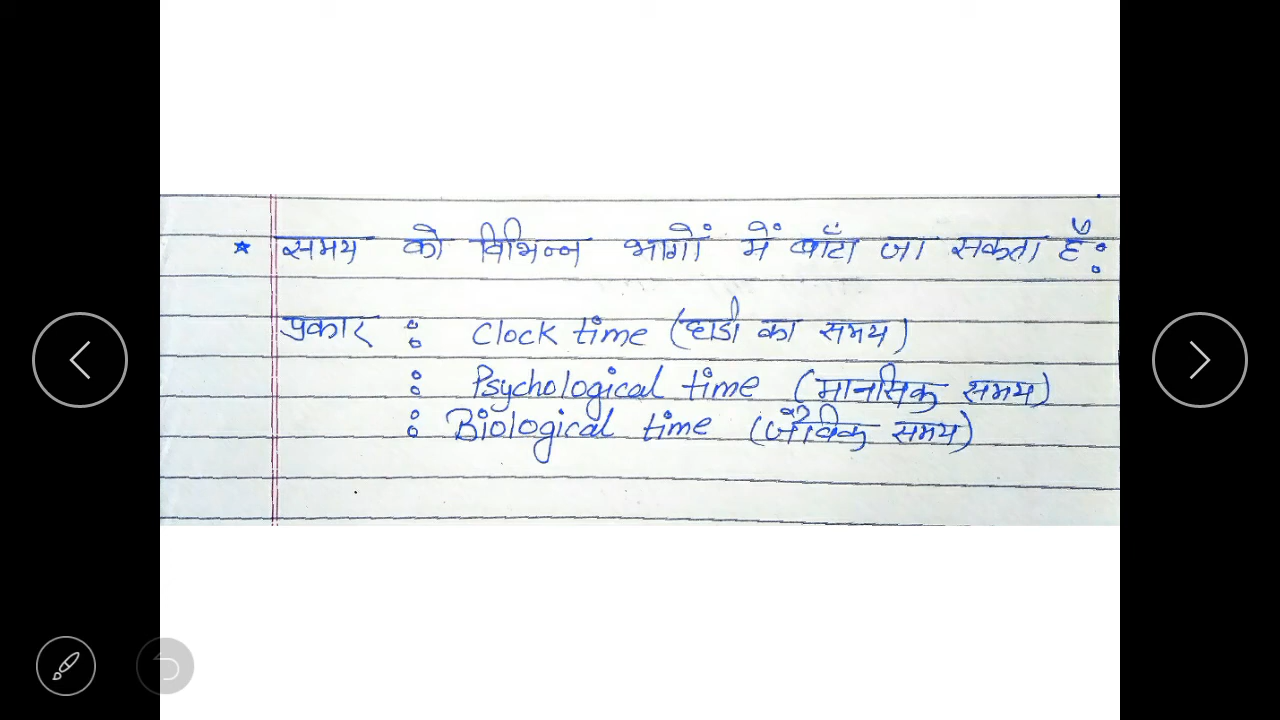 ★ समय को विभिन्न भागों में बाँटा जा सकता है :
प्रकार : Clock time (घड़ी का समय)
: Psychological time (मानसिक समय)
: Biological time (जैविक समय)